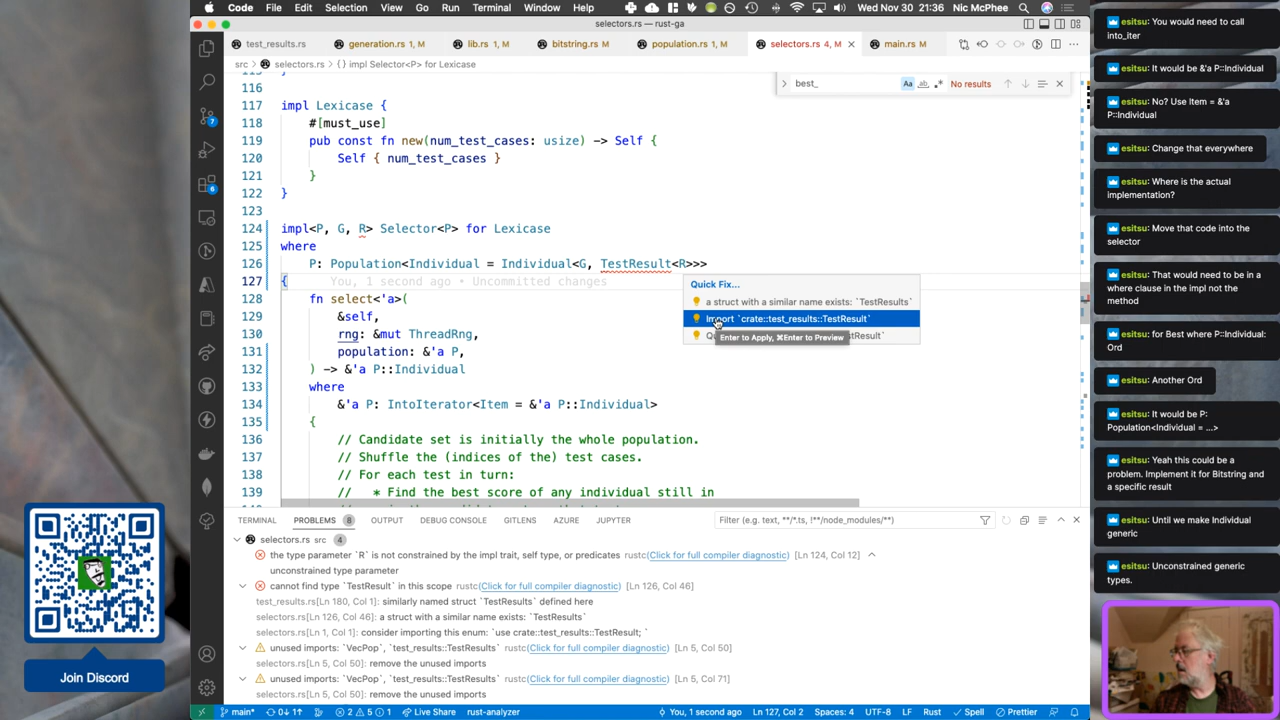 Code File Edit Selection View Go Run Terminal Window Help Wed Nov 30 21:36 Nic McPhee
selectors.rs — rust-ga
test_results.rs generation.rs 1, M lib.rs 1, M bitstring.rs M population.rs 1, M selectors.rs 4, M main.rs M
src > selectors.rs > {} impl Selector<P> for Lexicase
best_ Aa ab .* No results
115 }
116
117 impl Lexicase {
118 #[must_use]
119 pub const fn new(num_test_cases: usize) -> Self {
120 Self { num_test_cases }
121 }
122 }
123
124 impl<P, G, R> Selector<P> for Lexicase
125 where
126 P: Population<Individual = Individual<G, TestResult<R>>>
127 { You, 1 second ago • Uncommitted changes
128 fn select<'a>(
129 &self,
130 rng: &mut ThreadRng,
131 population: &'a P,
132 ) -> &'a P::Individual
133 where
134 &'a P: IntoIterator<Item = &'a P::Individual>
135 {
136 // Candidate set is initially the whole population.
137 // Shuffle the (indices of the) test cases.
138 // For each test in turn:
139 // * Find the best score of any individual still in
Quick Fix...
a struct with a similar name exists: `TestResults`
Import `crate::test_results::TestResult`
Enter to Apply, ⌘Enter to Preview
TERMINAL PROBLEMS 8 OUTPUT DEBUG CONSOLE GITLENS AZURE JUPYTER Filter (e.g. text, **/*.ts, !**/node_modules/**)
selectors.rs src 4
the type parameter `R` is not constrained by the impl trait, self type, or predicates rustc(Click for full compiler diagnostic) [Ln 124, Col 12]
unconstrained type parameter
cannot find type `TestResult` in this scope rustc(Click for full compiler diagnostic) [Ln 126, Col 46]
test_results.rs[Ln 180, Col 1]: similarly named struct `TestResults` defined here
selectors.rs[Ln 126, Col 46]: a struct with a similar name exists: `TestResults`
selectors.rs[Ln 1, Col 1]: consider importing this enum: `use crate::test_results::TestResult; `
unused imports: `VecPop`, `test_results::TestResults` rustc(Click for full compiler diagnostic) [Ln 5, Col 50]
selectors.rs[Ln 5, Col 50]: remove the unused imports
unused imports: `VecPop`, `test_results::TestResults` rustc(Click for full compiler diagnostic) [Ln 5, Col 71]
selectors.rs[Ln 5, Col 50]: remove the unused imports
main* 0↓ 1↑ 2 5 1 Live Share rust-analyzer You, 1 second ago Ln 127, Col 2 Spaces: 4 UTF-8 LF Rust Spell Prettier
7
6
Join Discord
esitsu: You would need to call
into_iter
esitsu: It would be &'a P::Individual
esitsu: No? Use Item = &'a
P::Individual
esitsu: Change that everywhere
esitsu: Where is the actual
implementation?
esitsu: Move that code into the
selector
esitsu: That would need to be in a
where clause in the impl not the
method
esitsu: for Best where P::Individual:
Ord
esitsu: Another Ord
esitsu: It would be P:
Population<Individual = ...>
esitsu: Yeah this could be a
problem. Implement it for Bitstring and
a specific result
esitsu: Until we make Individual
generic
esitsu: Unconstrained generic
types.